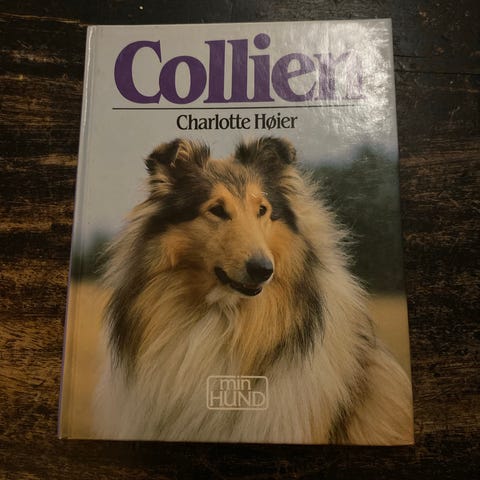 Collien
Charlotte Høier
min
HUND